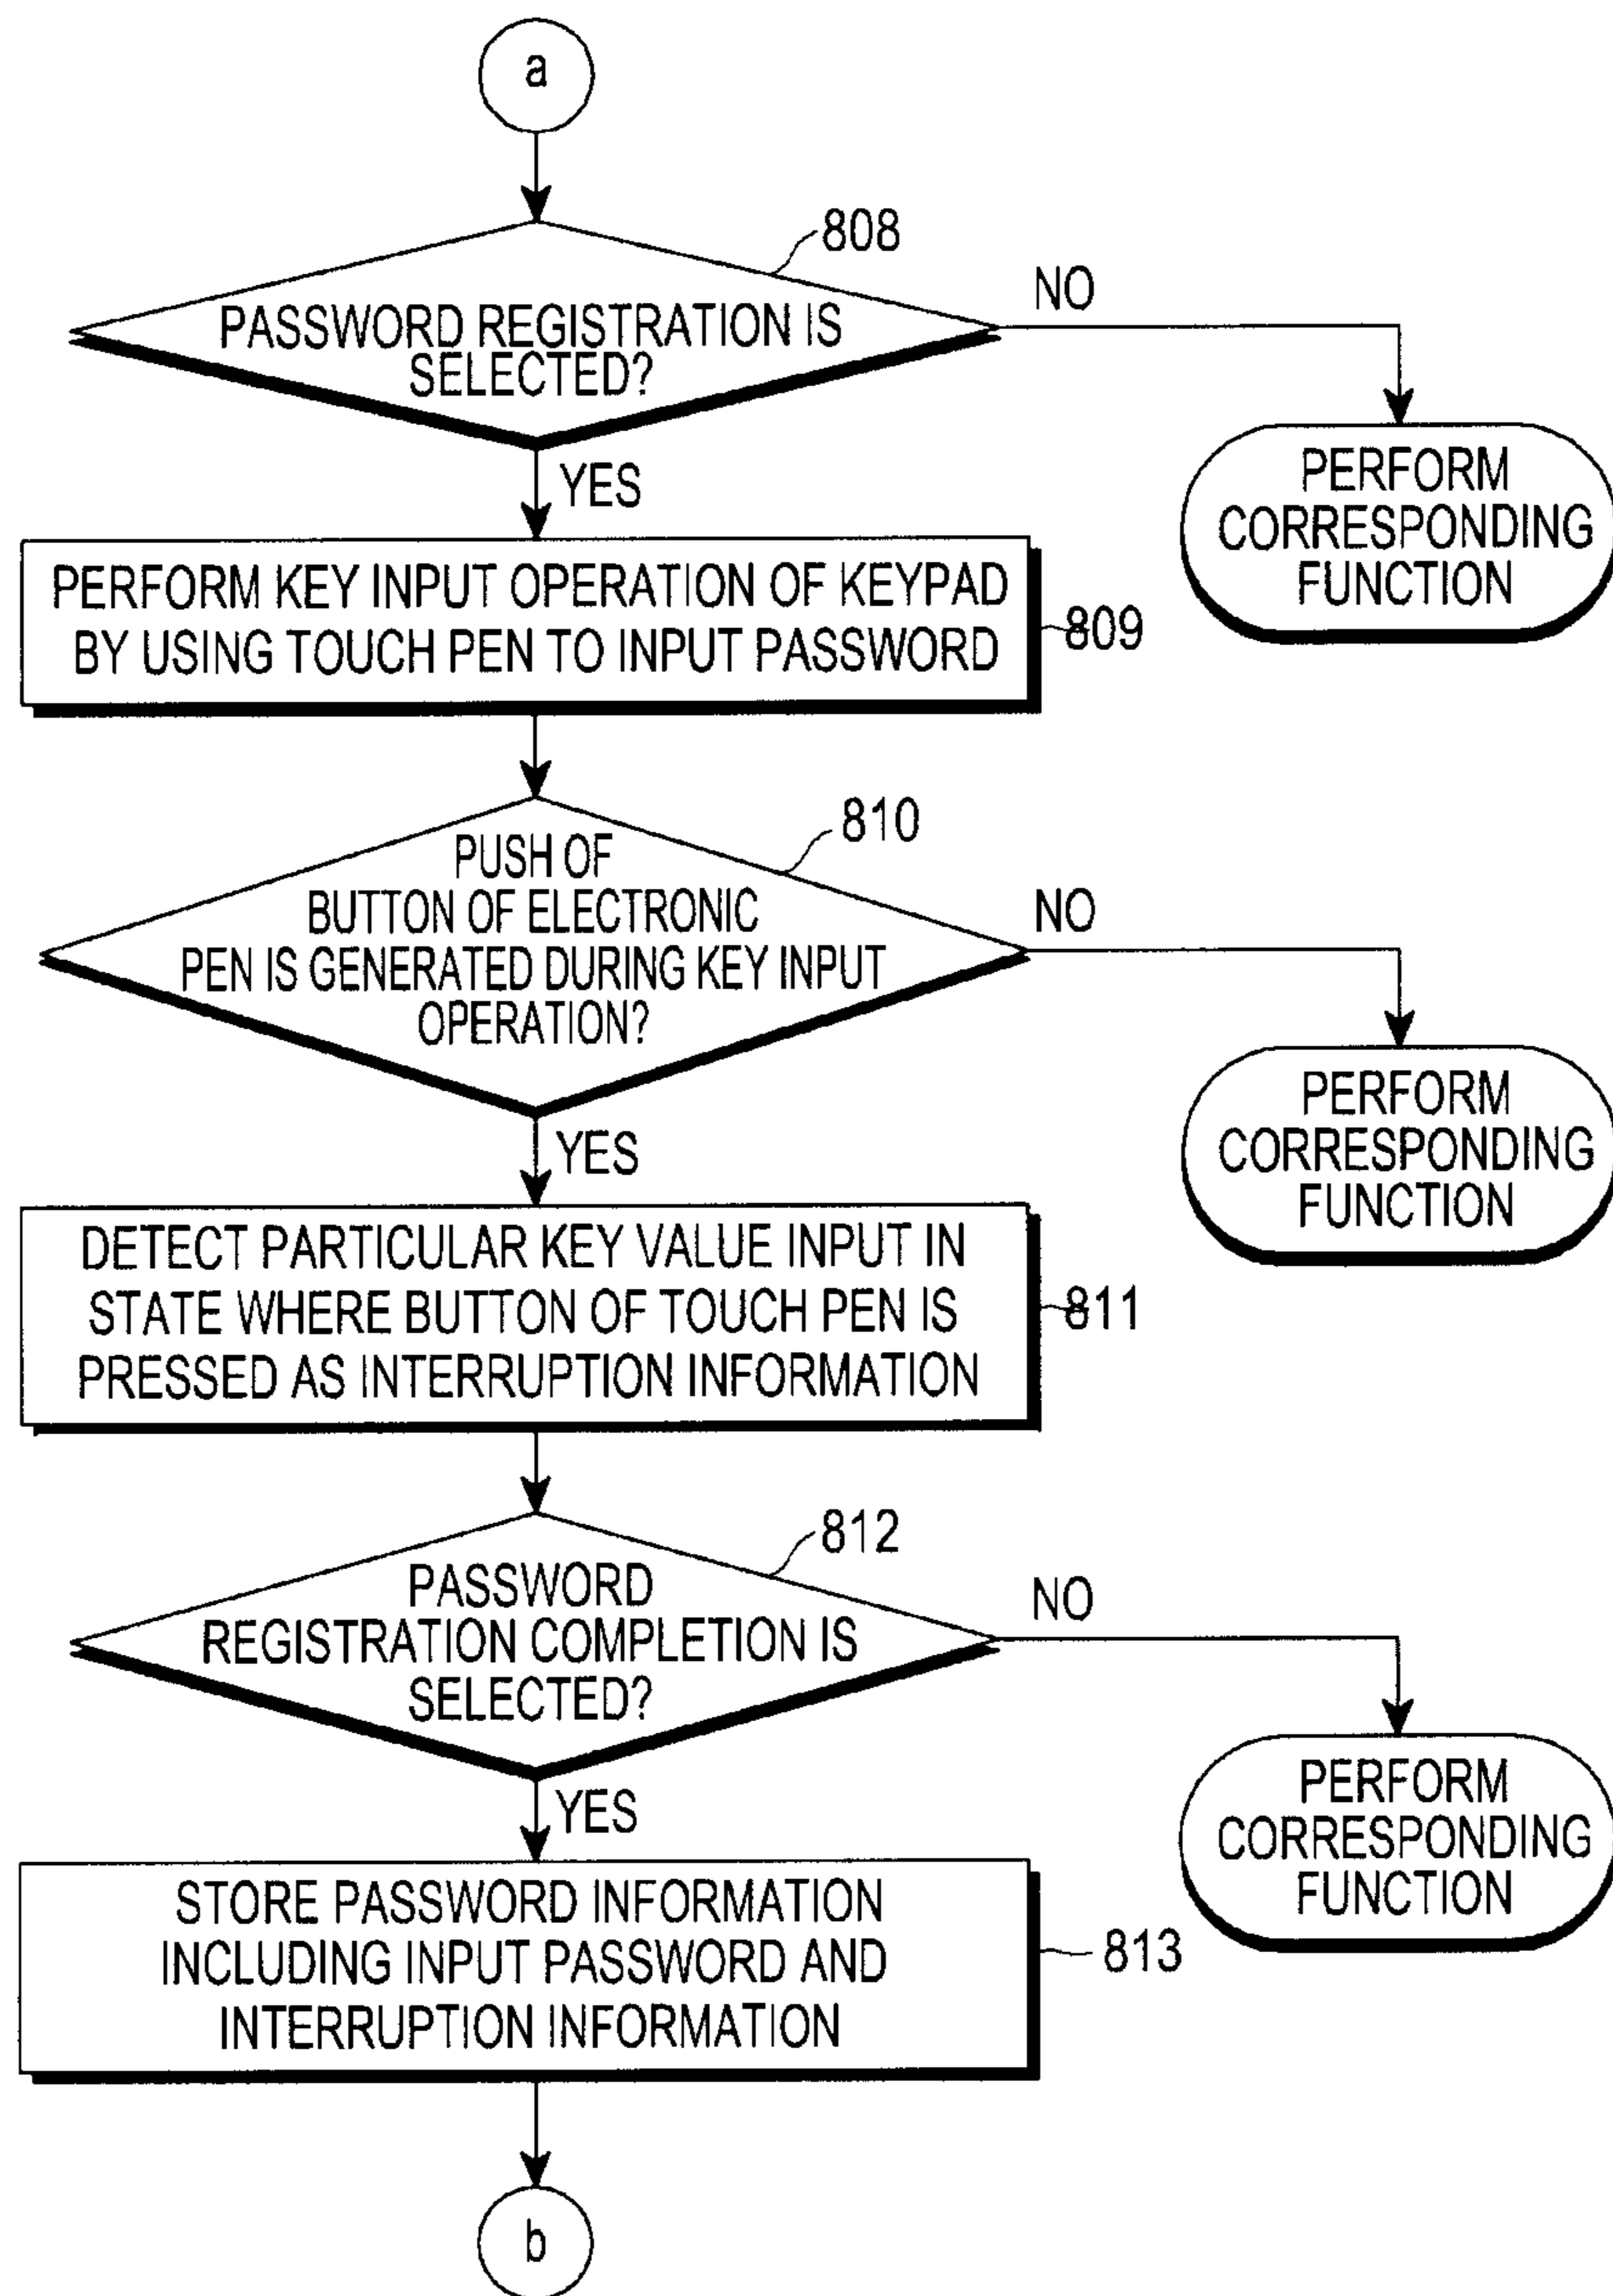 a
808
PASSWORD REGISTRATION IS
SELECTED?
NO
YES
PERFORM
CORRESPONDING
FUNCTION
PERFORM KEY INPUT OPERATION OF KEYPAD
BY USING TOUCH PEN TO INPUT PASSWORD
809
810
PUSH OF
BUTTON OF ELECTRONIC
PEN IS GENERATED DURING KEY INPUT
OPERATION?
NO
YES
PERFORM
CORRESPONDING
FUNCTION
DETECT PARTICULAR KEY VALUE INPUT IN
STATE WHERE BUTTON OF TOUCH PEN IS
PRESSED AS INTERRUPTION INFORMATION
811
812
PASSWORD
REGISTRATION COMPLETION IS
SELECTED?
NO
YES
PERFORM
CORRESPONDING
FUNCTION
STORE PASSWORD INFORMATION
INCLUDING INPUT PASSWORD AND
INTERRUPTION INFORMATION
813
b